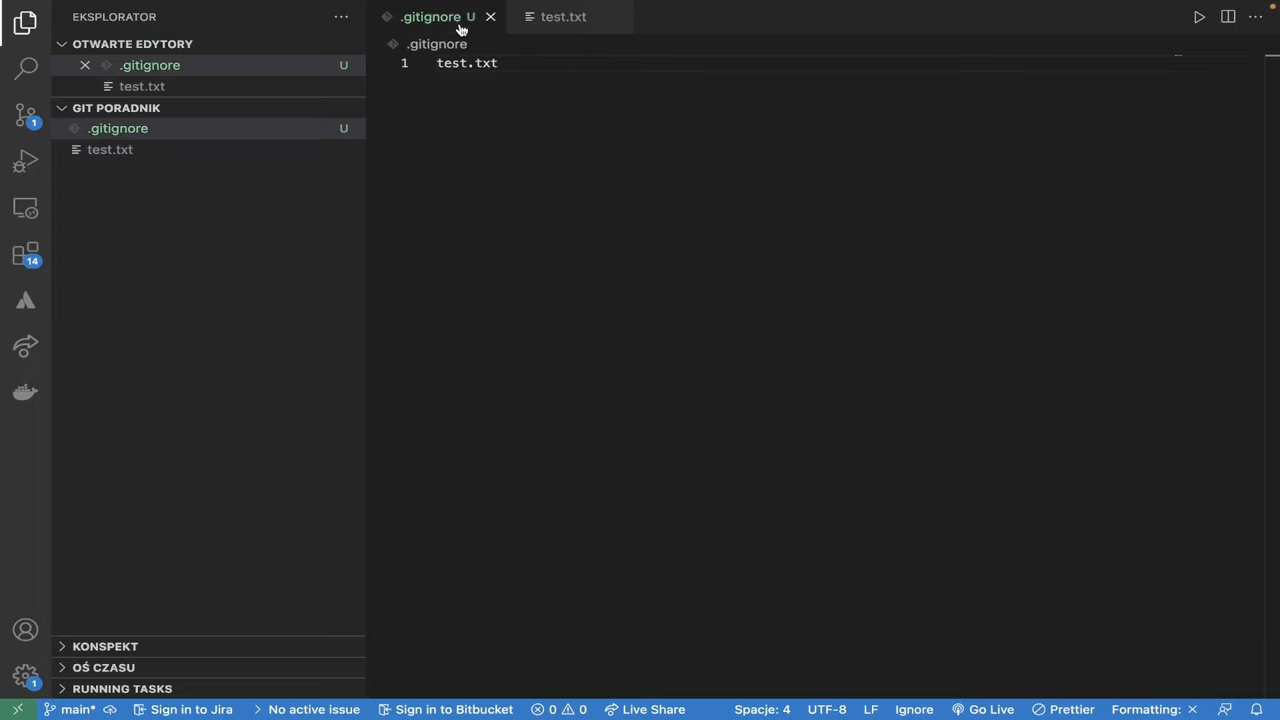 EKSPLORATOR
OTWARTE EDYTORY
.gitignore U
test.txt
GIT PORADNIK
.gitignore U
test.txt
KONSPEKT
OŚ CZASU
RUNNING TASKS
1
14
1
.gitignore U
test.txt
.gitignore
1 test.txt
main* Sign in to Jira No active issue Sign in to Bitbucket 0 0 Live Share Spacje: 4 UTF-8 LF Ignore Go Live Prettier Formatting: ×